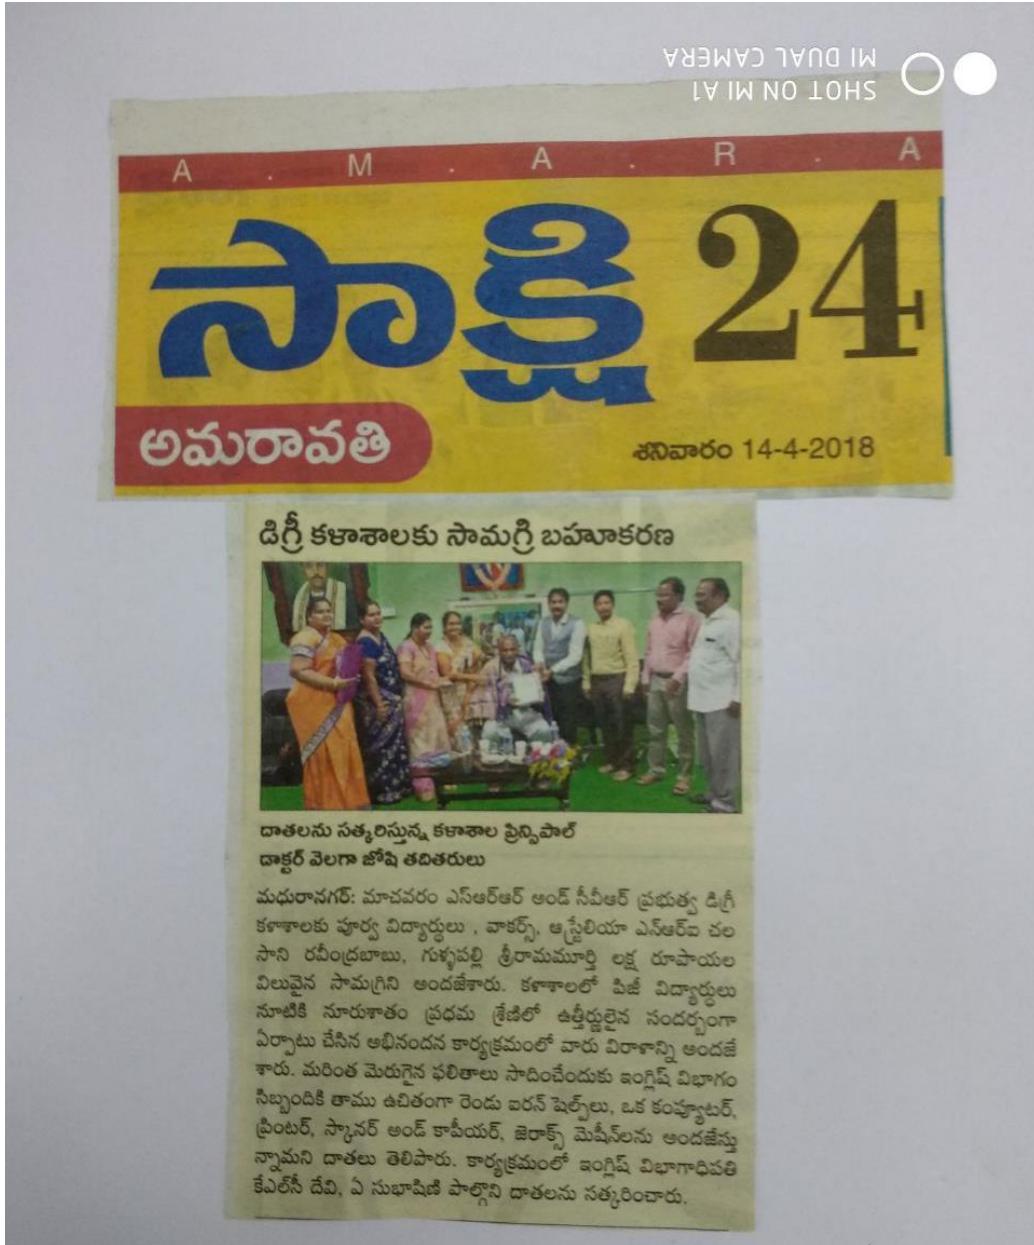 SHOT ON MI A1
MI DUAL CAMERA
A . M . A . R . A
సాక్షి 24
అమరావతి
శనివారం 14-4-2018
డిగ్రీ కళాశాలకు సామగ్రి బహూకరణ
దాతలను సత్కరిస్తున్న కళాశాల ప్రిన్సిపాల్
డాక్టర్ వెలగా జోషి తదితరులు
మధురానగర్: మాచవరం ఎస్ఆర్ఆర్ అండ్ సీవీఆర్ ప్రభుత్వ డిగ్రీ
కళాశాలకు పూర్వ విద్యార్థులు , వాకర్స్, ఆస్ట్రేలియా ఎన్ఆర్ఐ చల
సాని రవీంద్రబాబు, గుళ్ళపల్లి శ్రీరామమూర్తి లక్ష రూపాయల
విలువైన సామగ్రిని అందజేశారు. కళాశాలలో పిజీ విద్యార్థులు
నూటికి నూరుశాతం ప్రథమ శ్రేణిలో ఉత్తీర్ణులైన సందర్భంగా
ఏర్పాటు చేసిన అభినందన కార్యక్రమంలో వారు విరాళాన్ని అందజే
శారు. మరింత మెరుగైన ఫలితాలు సాదించేందుకు ఇంగ్లిష్ విభాగం
సిబ్బందికి తాము ఉచితంగా రెండు ఐరన్ షెల్ప్‌లు, ఒక కంప్యూటర్,
ప్రింటర్, స్కానర్ అండ్ కాపీయర్, జెరాక్స్ మెషీన్‌లను అందజేస్తు
న్నామని దాతలు తెలిపారు. కార్యక్రమంలో ఇంగ్లిష్ విభాగాధిపతి
కేఎల్‌సీ దేవి, ఏ సుభాషిణి పాల్గొని దాతలను సత్కరించారు.